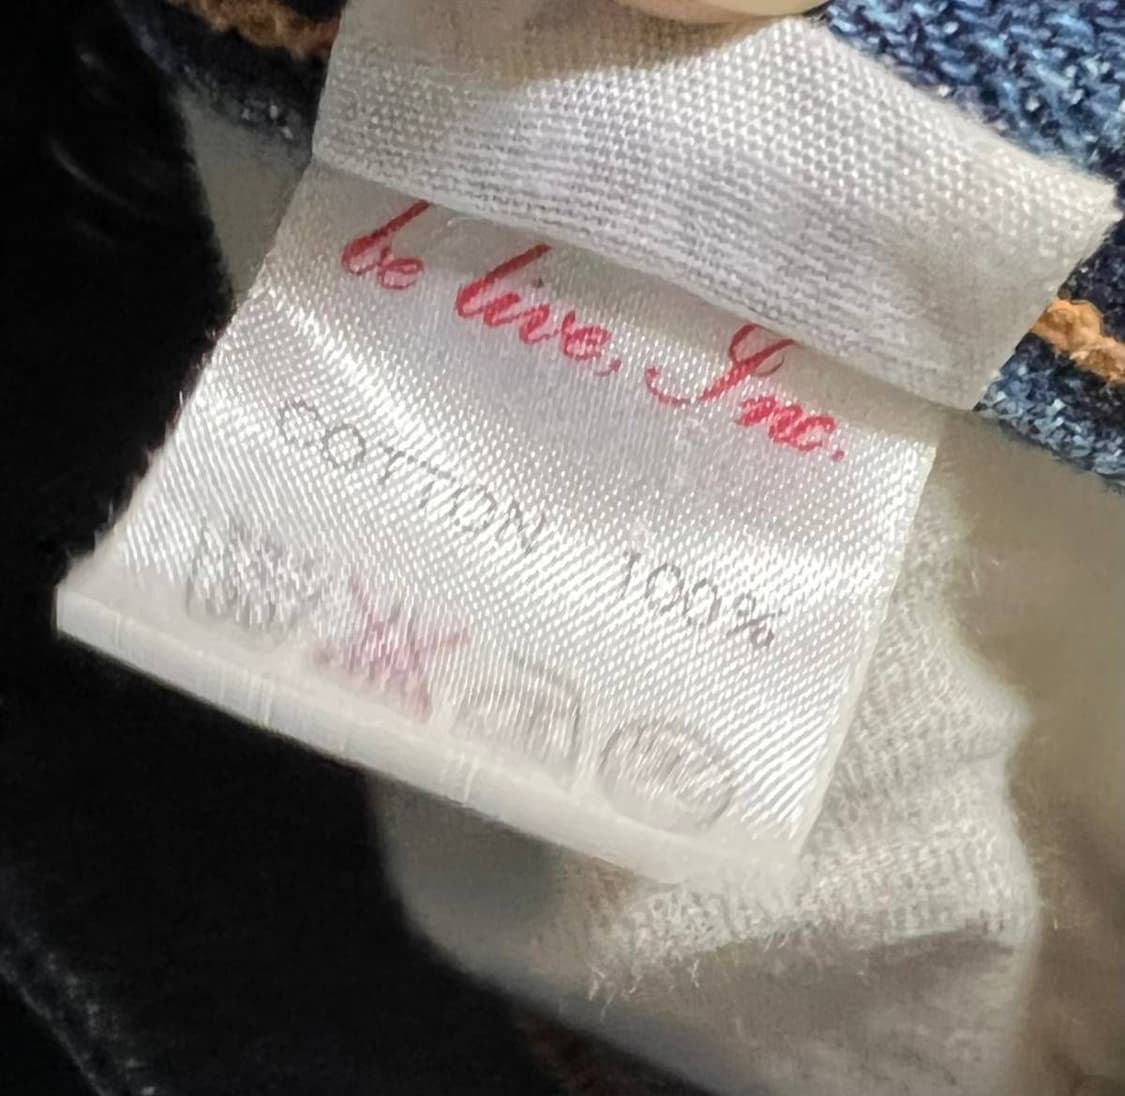 be live, Inc.
COTTON 100%